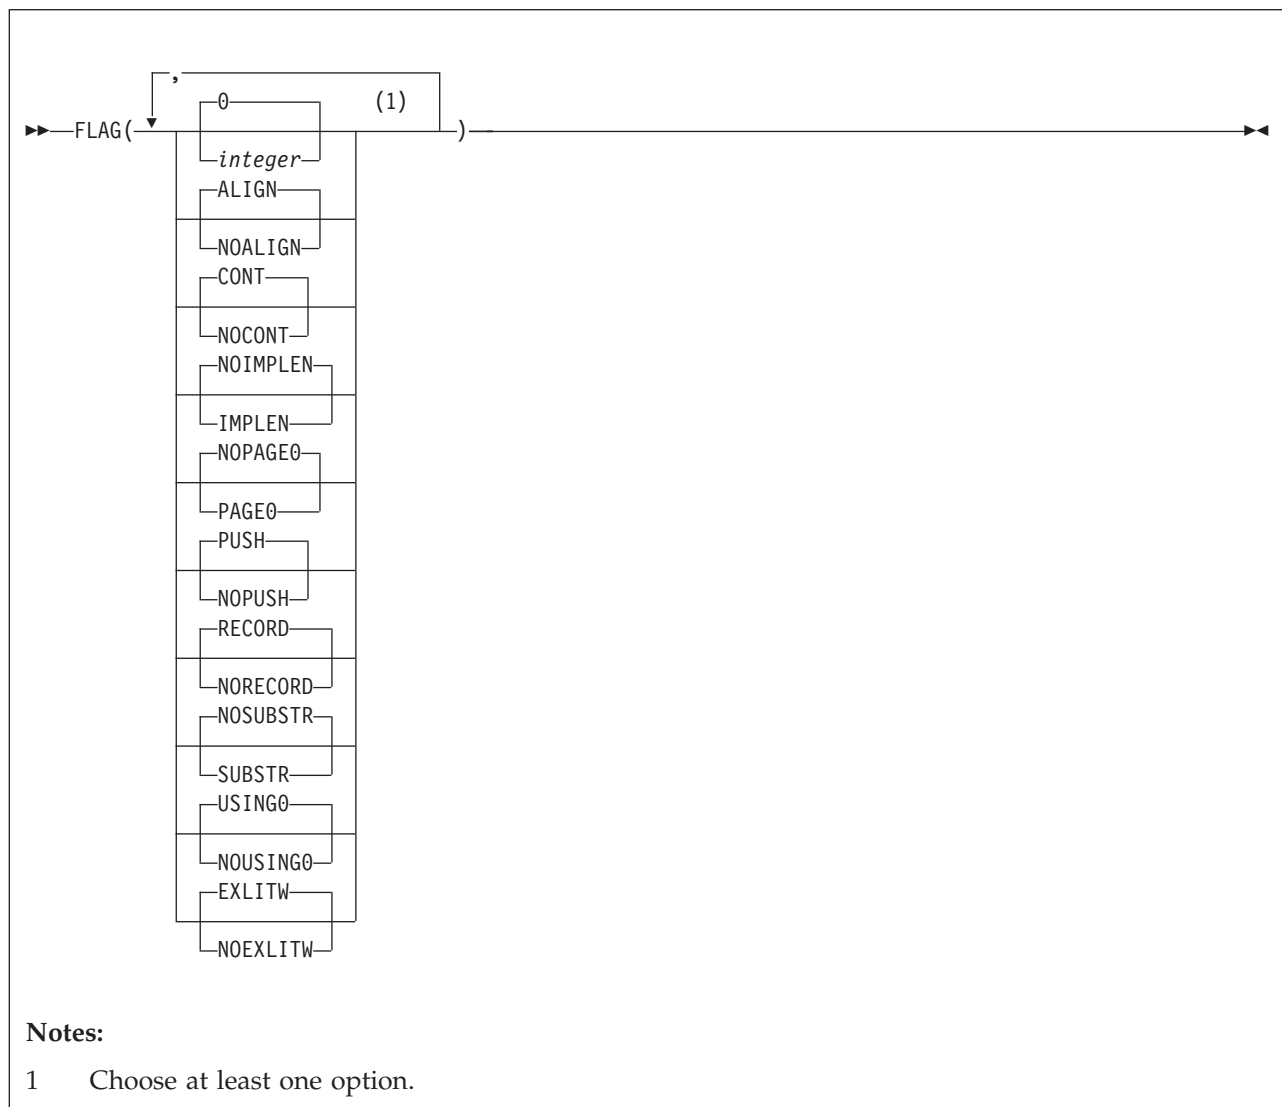 ,
0 (1)
FLAG( )
integer
ALIGN
NOALIGN
CONT
NOCONT
NOIMPLEN
IMPLEN
NOPAGE0
PAGE0
PUSH
NOPUSH
RECORD
NORECORD
NOSUBSTR
SUBSTR
USING0
NOUSING0
EXLITW
NOEXLITW
Notes:
1 Choose at least one option.